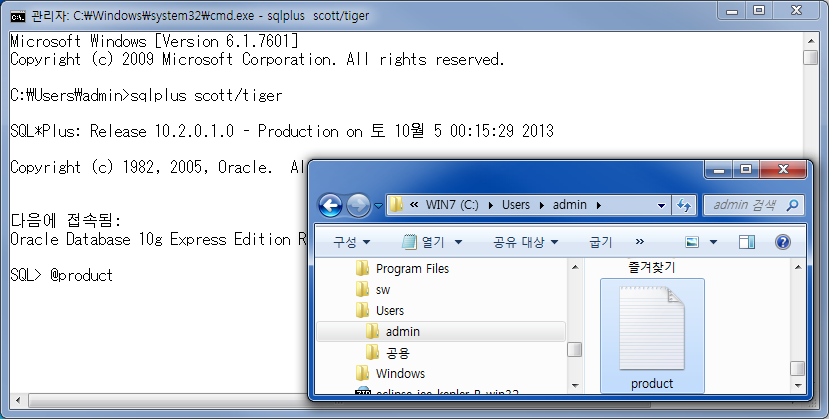 관리자: C:₩Windows₩system32₩cmd.exe - sqlplus  scott/tiger
Microsoft Windows [Version 6.1.7601]
Copyright (c) 2009 Microsoft Corporation. All rights reserved.
C:₩Users₩admin>sqlplus scott/tiger
SQL*Plus: Release 10.2.0.1.0 - Production on 토 10월 5 00:15:29 2013
Copyright (c) 1982, 2005, Oracle.
다음에 접속됨:
Oracle Database 10g Express Edition R
SQL> @product
« WIN7 (C:) ▸ Users ▸ admin ▸
admin 검색
구성 ▼ 열기 ▼ 공유 대상 ▼ 굽기 »
Program Files
sw
Users
admin
공용
Windows
즐겨찾기
product